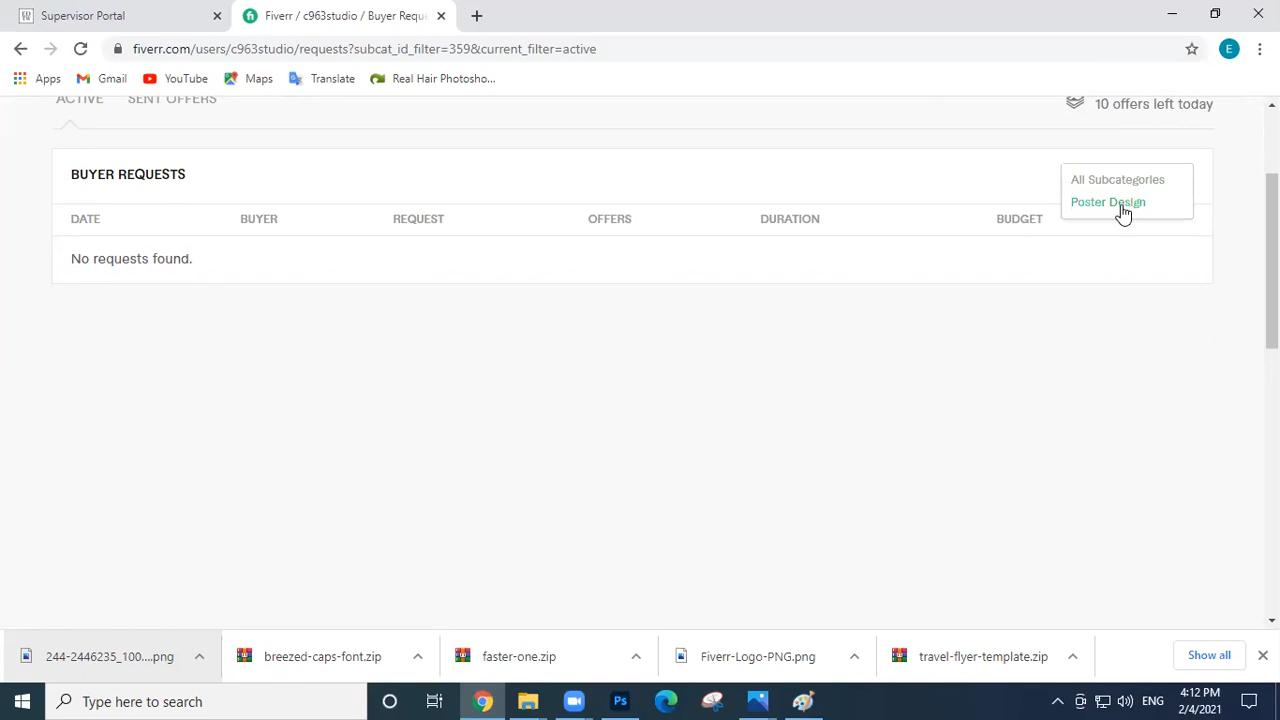 Supervisor Portal
Fiverr / c963studio / Buyer Requ
fiverr.com/users/c963studio/requests?subcat_id_filter=359&current_filter=active
E
Apps
Gmail
YouTube
Maps
Translate
Real Hair Photosho...
ACTIVE
SENT OFFERS
10 offers left today
BUYER REQUESTS
All Subcategories
Poster Design
DATE
BUYER
REQUEST
OFFERS
DURATION
BUDGET
No requests found.
244-2446235_100....png
breezed-caps-font.zip
faster-one.zip
Fiverr-Logo-PNG.png
travel-flyer-template.zip
Show all
Type here to search
Ps
ENG
4:12 PM
2/4/2021